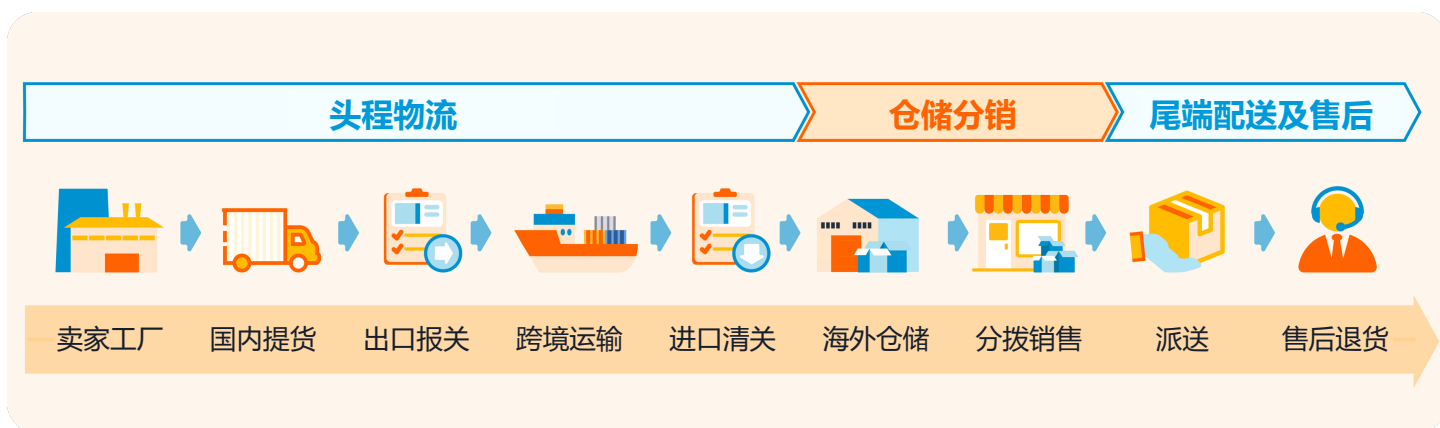 头程物流
仓储分销
尾端配送及售后
卖家工厂
国内提货
出口报关
跨境运输
进口清关
海外仓储
分拨销售
派送
售后退货